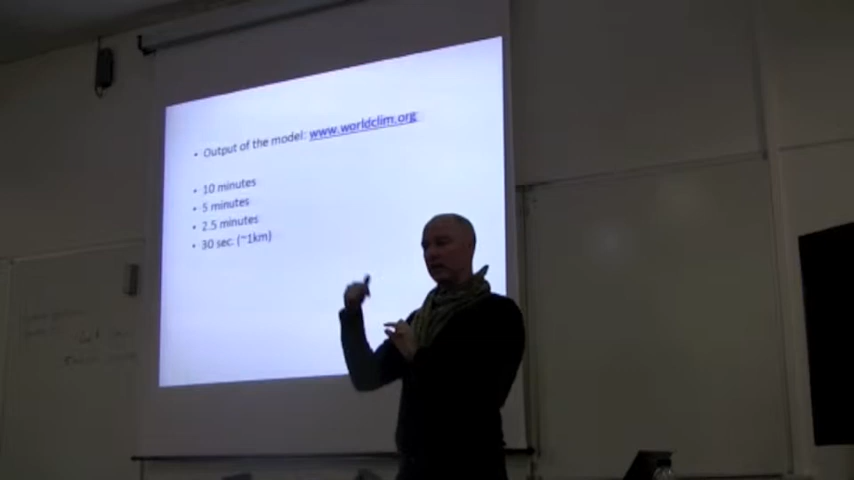 • Output of the model: www.worldclim.org
• 10 minutes
• 5 minutes
• 2.5 minutes
• 30 sec. (~1km)